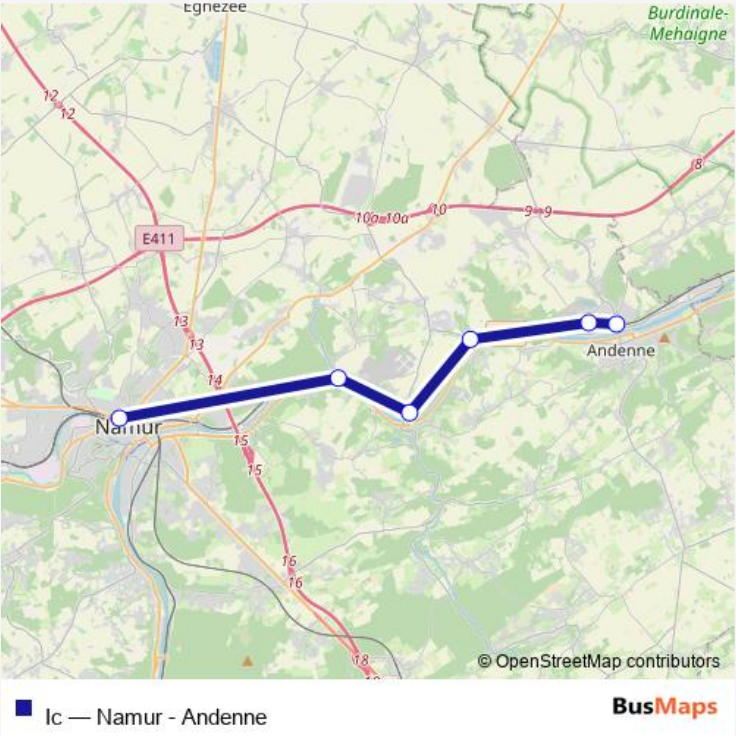 Eghezée
Burdinale-
Mehaigne
12
12
8
10a 10a
10
9
9
E411
13
13
14
Andenne
Namur
15
15
16
16
18
© OpenStreetMap contributors
Ic — Namur - Andenne
BusMaps